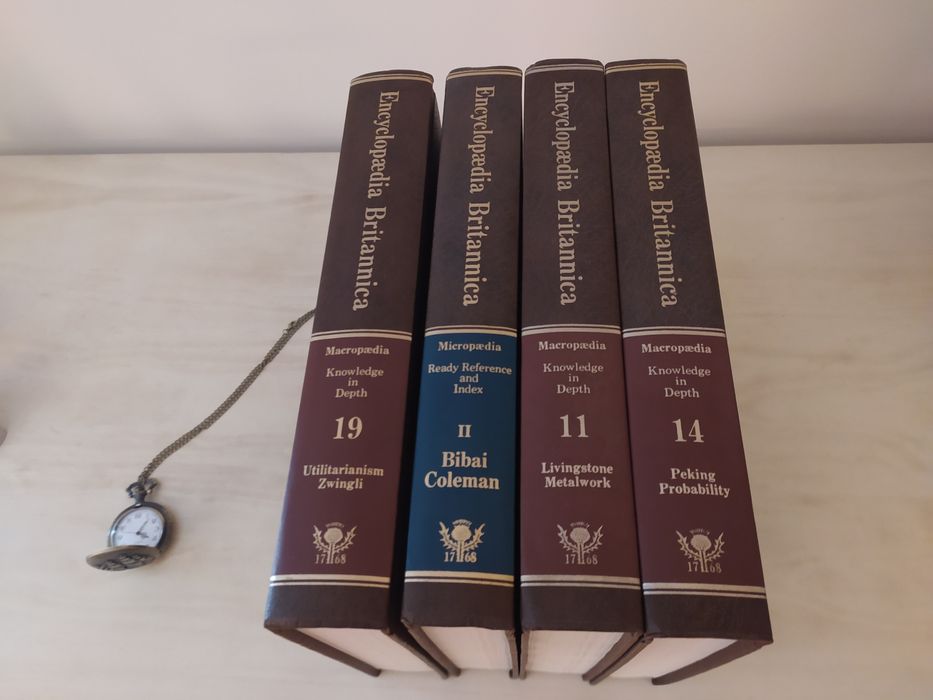 Encyclopædia Britannica
Macropædia
Knowledge
in
Depth
19
Utilitarianism
Zwingli
1768
Encyclopædia Britannica
Micropædia
Ready Reference
and
Index
II
Bibai
Coleman
1768
Encyclopædia Britannica
Macropædia
Knowledge
in
Depth
11
Livingstone
Metalwork
1768
Encyclopædia Britannica
Macropædia
Knowledge
in
Depth
14
Peking
Probability
1768